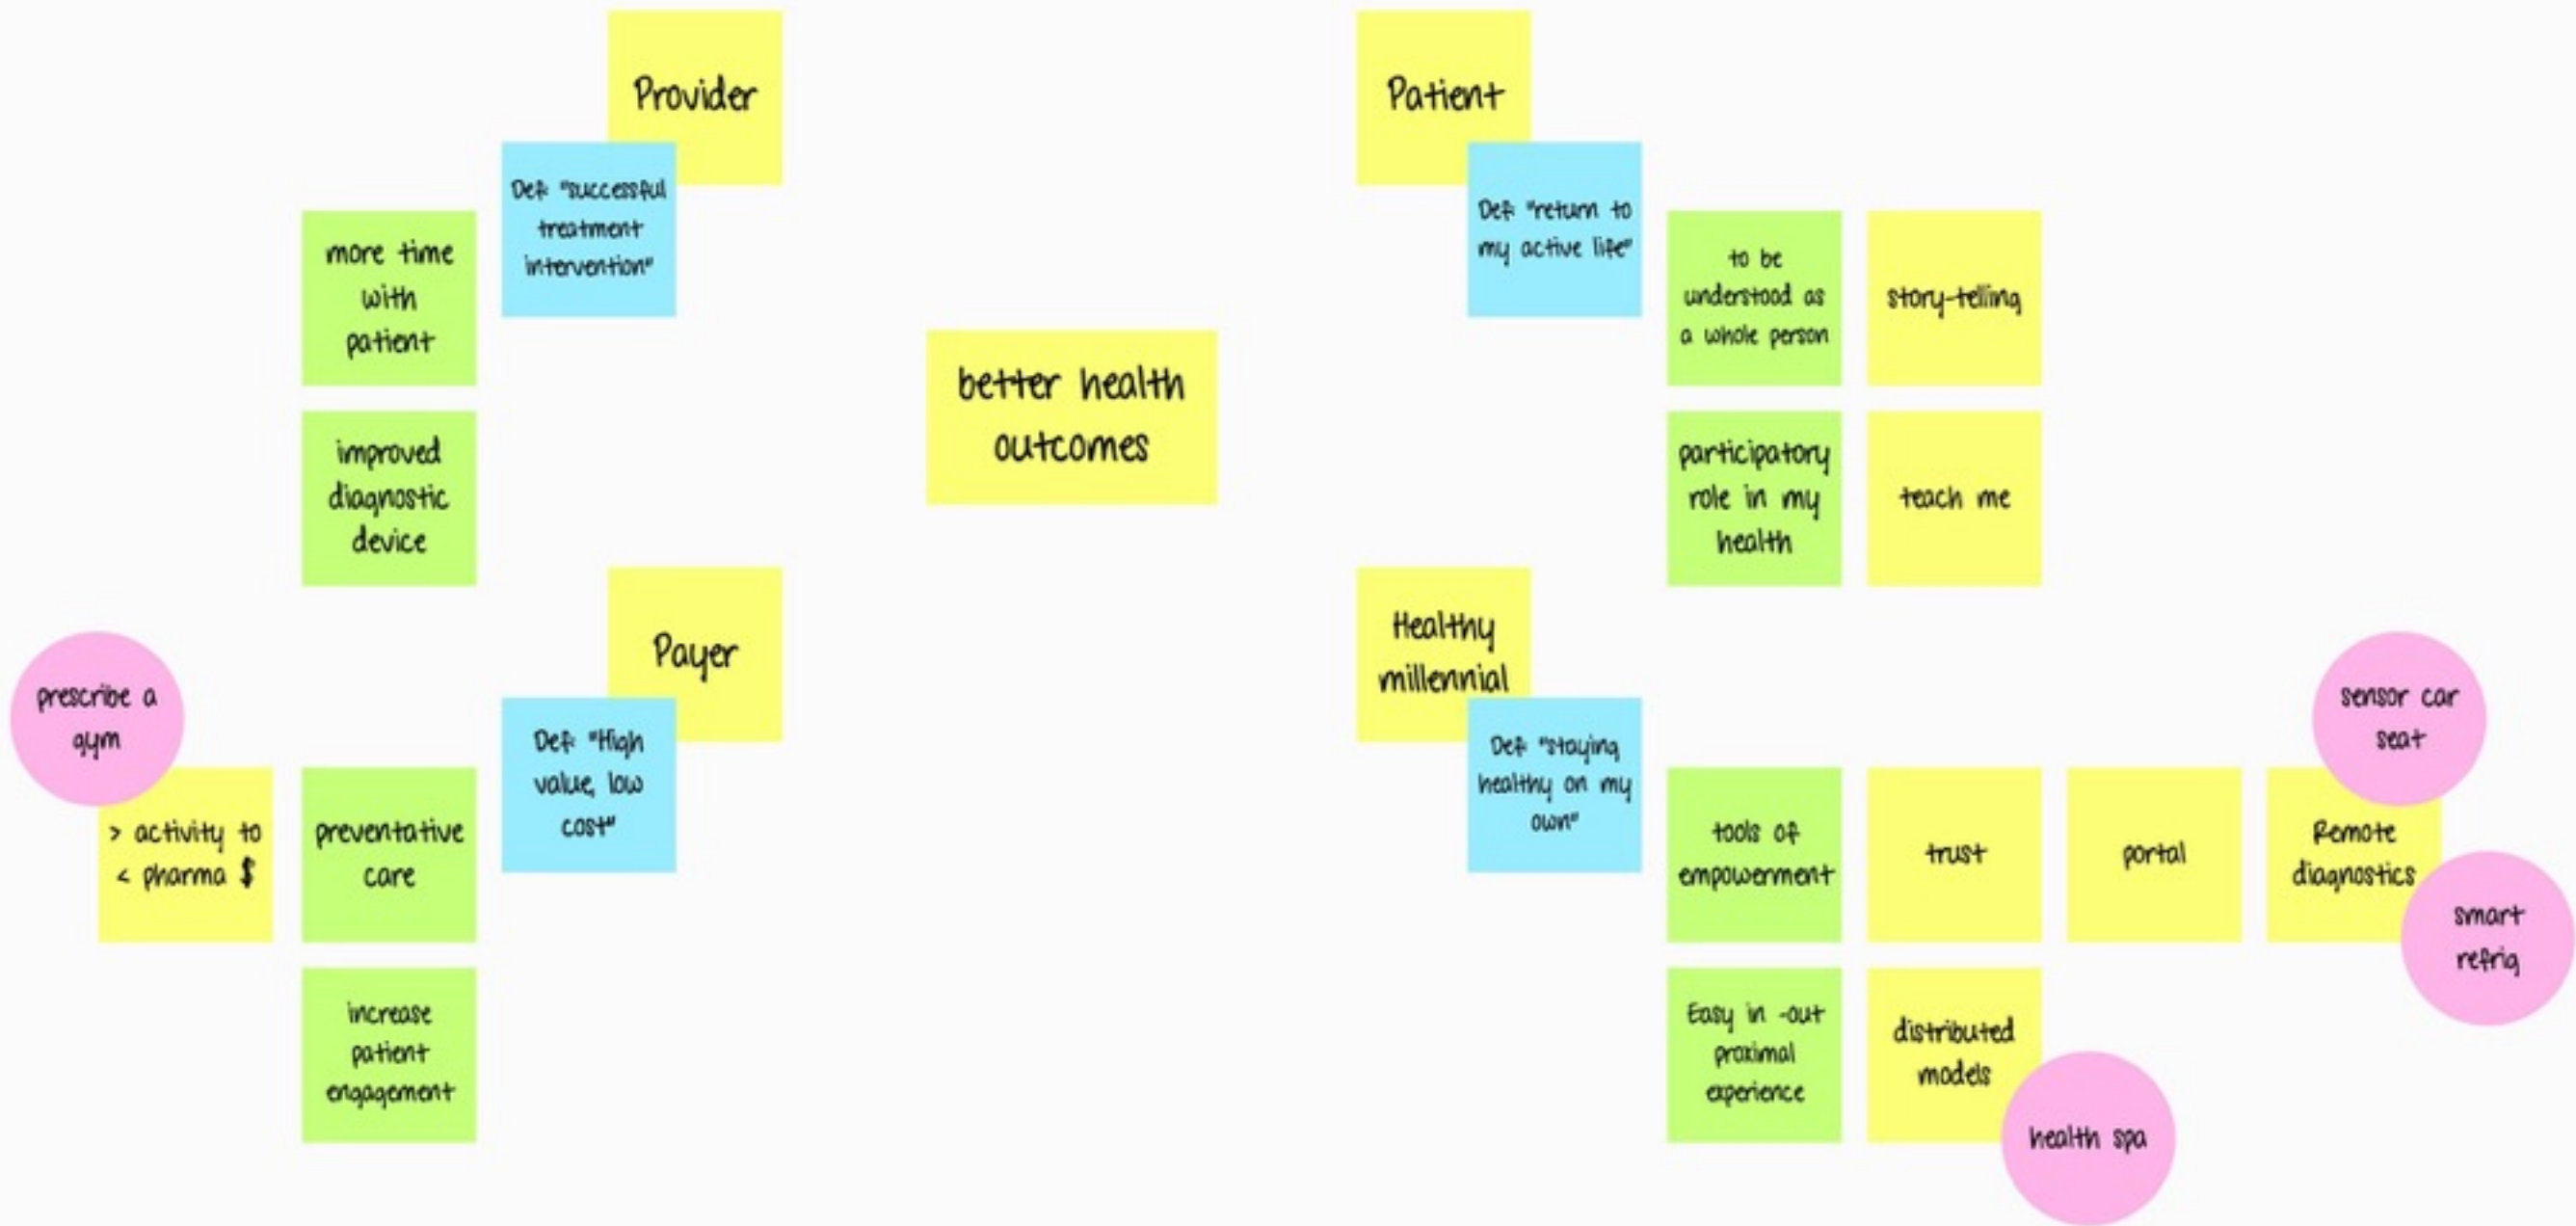 Provider
Def: "successful
treatment
intervention"
more time
with
patient
improved
diagnostic
device
Patient
Def: "return to
my active life"
to be
understood as
a whole person
story-telling
participatory
role in my
health
teach me
better health
outcomes
Payer
Def: "High
value, low
cost"
prescribe a
gym
> activity to
< pharma $
preventative
care
increase
patient
engagement
Healthy
millennial
Def: "staying
healthy on my
own"
tools of
empowerment
trust
portal
Remote
diagnostics
sensor car
seat
smart
refrig
Easy in -out
proximal
experience
distributed
models
health spa